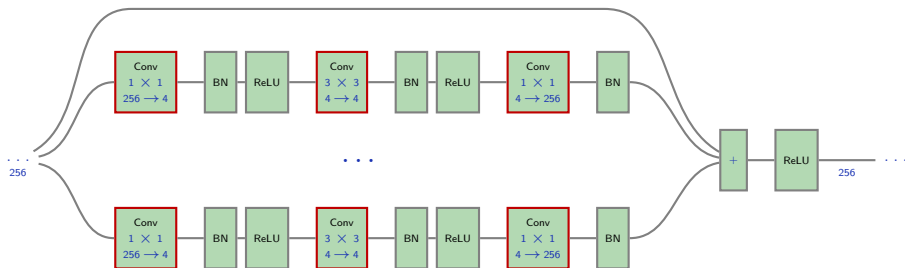 Conv
1 × 1
256 → 4
BN
ReLU
Conv
3 × 3
4 → 4
BN
ReLU
Conv
1 × 1
4 → 256
BN
. . .
256
. . .
+
ReLU
256
. . .
Conv
1 × 1
256 → 4
BN
ReLU
Conv
3 × 3
4 → 4
BN
ReLU
Conv
1 × 1
4 → 256
BN